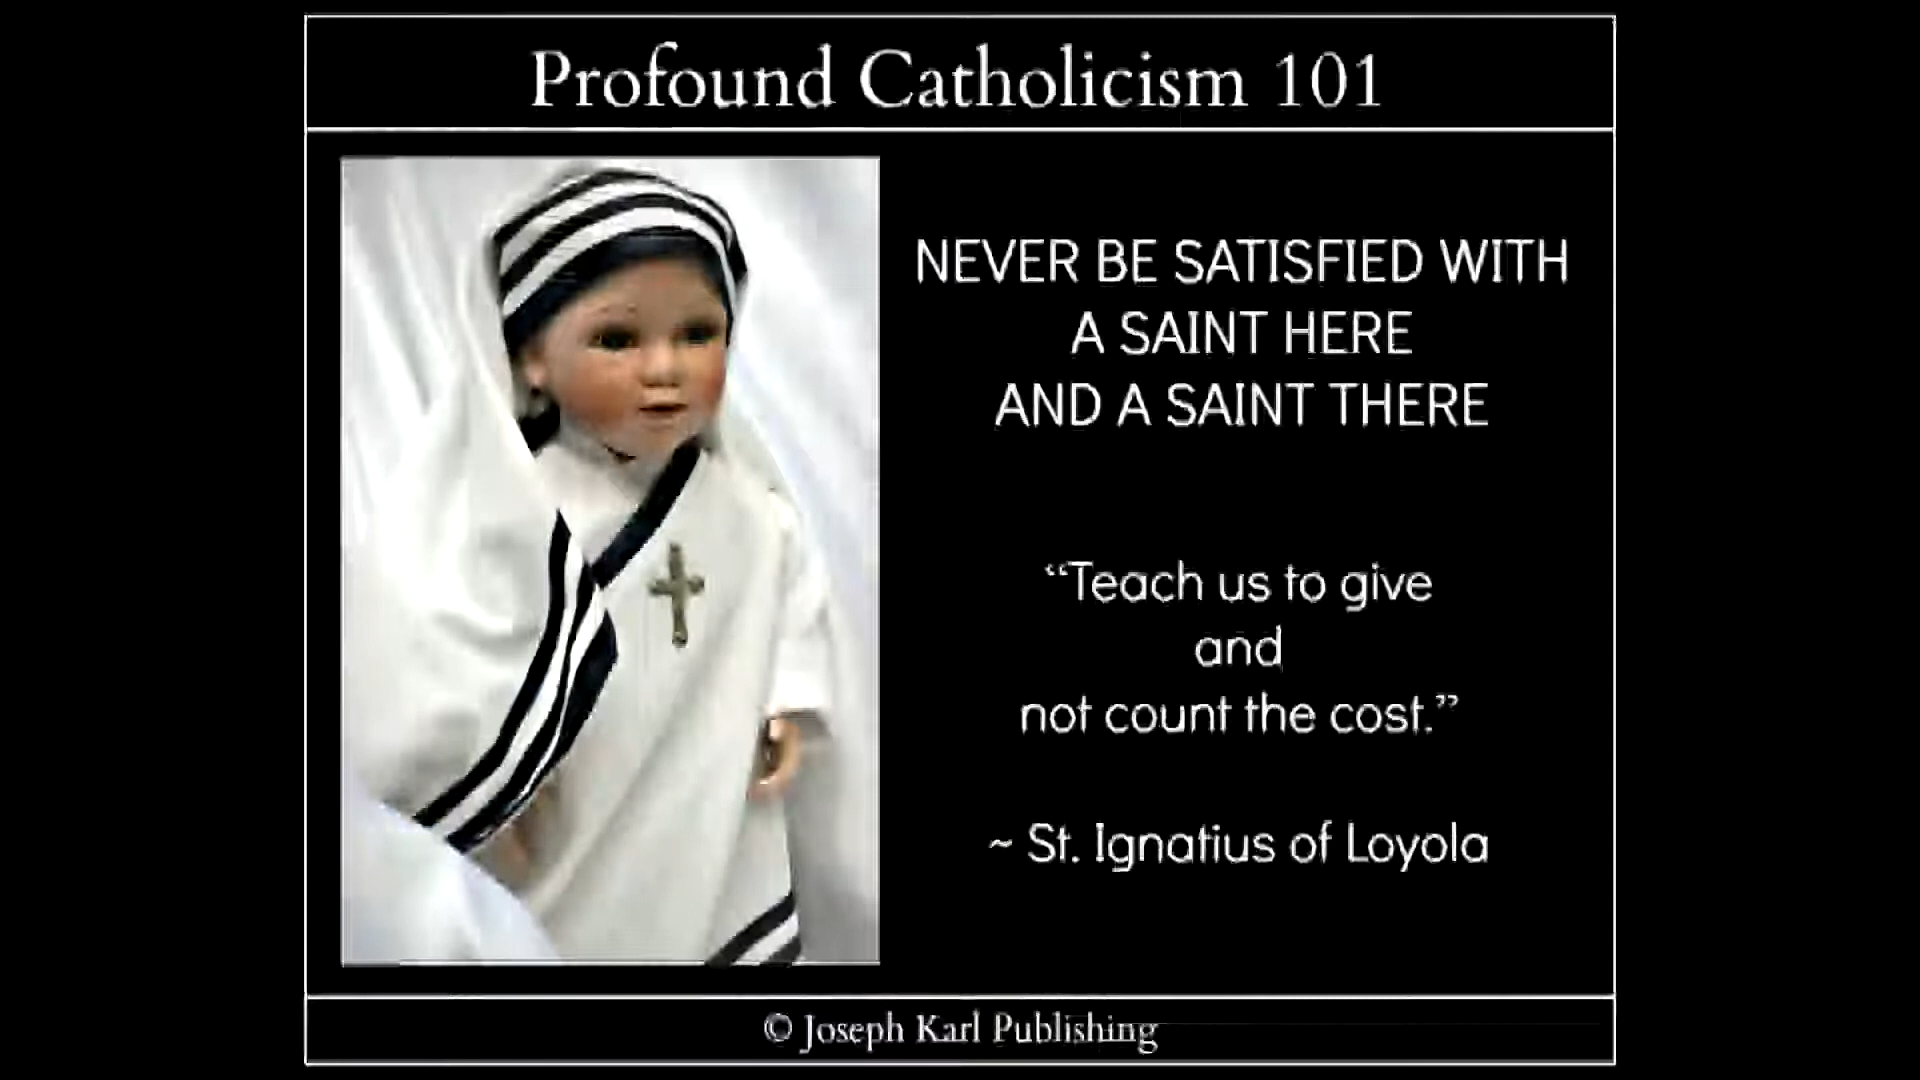 Profound Catholicism 101
NEVER BE SATISFIED WITH
A SAINT HERE
AND A SAINT THERE
“Teach us to give
and
not count the cost.”
~ St. Ignatius of Loyola
© Joseph Karl Publishing